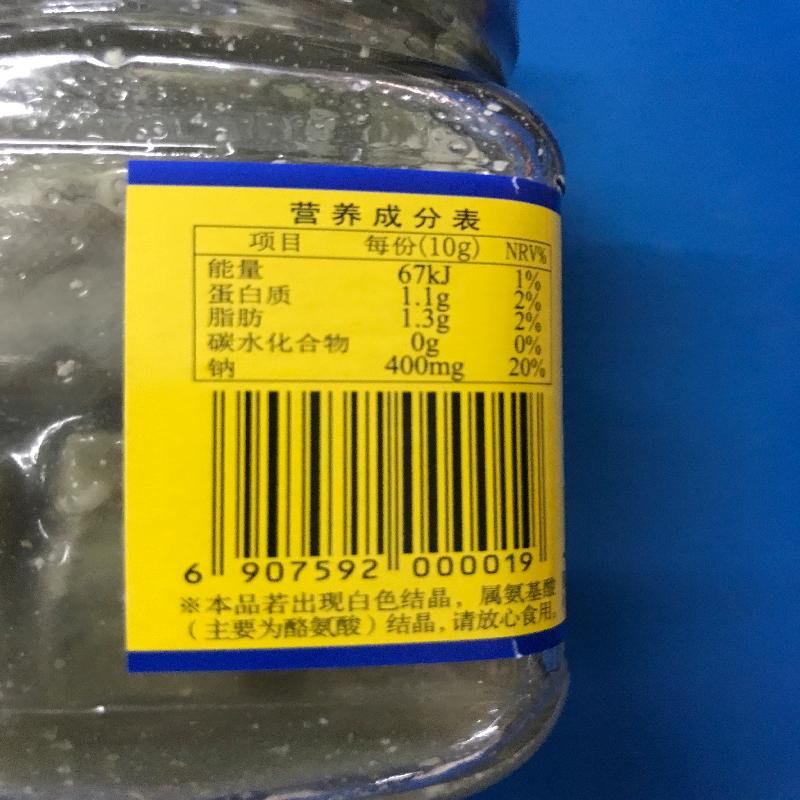 营养成分表
项目 每份(10g) NRV%
能量 67kJ 1%
蛋白质 1.1g 2%
脂肪 1.3g 2%
碳水化合物 0g 0%
钠 400mg 20%
6 907592 000019
※本品若出现白色结晶，属氨基酸
（主要为酪氨酸）结晶，请放心食用。